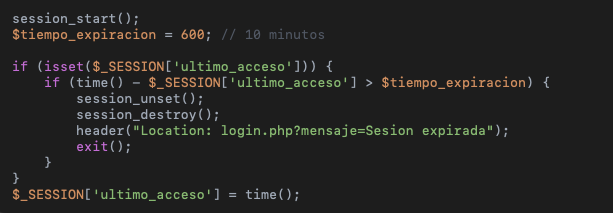 session_start();
$tiempo_expiracion = 600; // 10 minutos

if (isset($_SESSION['ultimo_acceso'])) {
    if (time() - $_SESSION['ultimo_acceso'] > $tiempo_expiracion) {
        session_unset();
        session_destroy();
        header("Location: login.php?mensaje=Sesion expirada");
        exit();
    }
}
$_SESSION['ultimo_acceso'] = time();